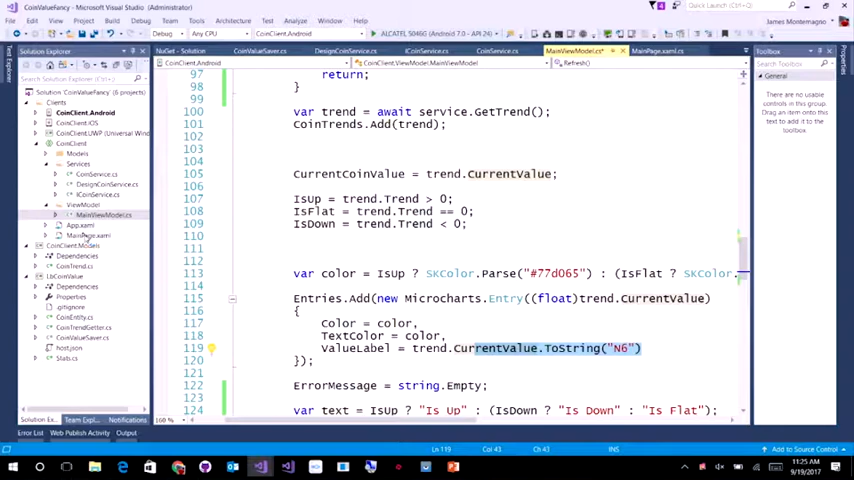 CoinValueFancy - Microsoft Visual Studio (Administrator)
Quick Launch (Ctrl+Q)
File Edit View Project Build Debug Team Tools Architecture Test Analyze Window Help
James Montemagno
Debug Any CPU ALCATEL 5046G (Android 7.0 - API 24)
Solution Explorer
NuGet - Solution CoinValueSaver.cs DesignCoinService.cs ICoinService.cs CoinService.cs MainViewModel.cs* MainPage.xaml.cs
Toolbox
CoinClient.Android CoinClient.ViewModel.MainViewModel Refresh()
Search Toolbox
Search Solution Explorer (Ctrl+;)
Solution 'CoinValueFancy' (6 projects)
Clients
CoinClient.Android
CoinClient.iOS
CoinClient.UWP (Universal Windows)
CoinClient
Models
Services
CoinService.cs
DesignCoinService.cs
ICoinService.cs
ViewModel
MainViewModel.cs
App.xaml
MainPage.xaml
CoinClient.Models
Dependencies
CoinTrend.cs
LbCoinValue
Dependencies
Properties
.gitignore
CoinEntity.cs
CoinTrendGetter.cs
CoinValueSaver.cs
host.json
Stab.cs
97 return;
98 }
99
100 var trend = await service.GetTrend();
101 CoinTrends.Add(trend);
102
103
104
105 CurrentCoinValue = trend.CurrentValue;
106
107 IsUp = trend.Trend > 0;
108 IsFlat = trend.Trend == 0;
109 IsDown = trend.Trend < 0;
110
111
112
113 var color = IsUp ? SKColor.Parse("#77d065") : (IsFlat ? SKColor.
114
115 Entries.Add(new Microcharts.Entry((float)trend.CurrentValue)
116 {
117 Color = color,
118 TextColor = color,
119 ValueLabel = trend.CurrentValue.ToString("N6")
120 });
121
122 ErrorMessage = string.Empty;
123
124 var text = IsUp ? "Is Up" : (IsDown ? "Is Down" : "Is Flat");
General
There are no usable
controls in this group.
Drag an item onto this
text to add it to the
toolbox.
Test Explorer
Properties
160 %
Solution Explorer Team Expl... Notifications
Error List Web Publish Activity Output
Ln 119 Col 43 Ch 43 INS Add to Source Control
11:25 AM
9/19/2017